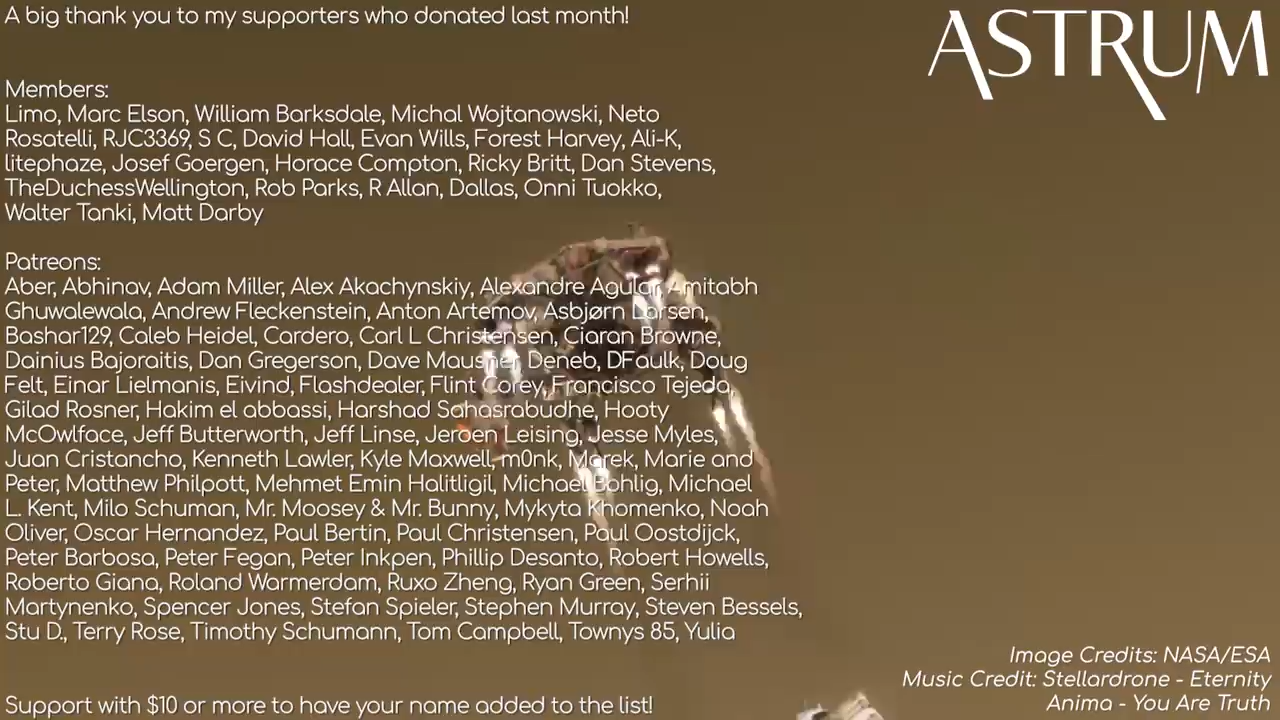 A big thank you to my supporters who donated last month!
ASTRUM
Members:
Limo, Marc Elson, William Barksdale, Michal Wojtanowski, Neto
Rosatelli, RJC3369, S C, David Hall, Evan Wills, Forest Harvey, Ali-K,
litephaze, Josef Goergen, Horace Compton, Ricky Britt, Dan Stevens,
TheDuchessWellington, Rob Parks, R Allan, Dallas, Onni Tuokko,
Walter Tanki, Matt Darby
Patreons:
Aber, Abhinav, Adam Miller, Alex Akachynskiy, Alexandre Agular, Amitabh
Ghuwalewala, Andrew Fleckenstein, Anton Artemov, Asbjørn Larsen,
Bashar129, Caleb Heidel, Cardero, Carl L Christensen, Ciaran Browne,
Dainius Bajoraitis, Dan Gregerson, Dave Mausner Deneb, DFaulk, Doug
Felt, Einar Lielmanis, Eivind, Flashdealer, Flint Corey, Francisco Tejeda,
Gilad Rosner, Hakim el abbassi, Harshad Sahasrabudhe, Hooty
McOwlface, Jeff Butterworth, Jeff Linse, Jeroen Leising, Jesse Myles,
Juan Cristancho, Kenneth Lawler, Kyle Maxwell, m0nk, Marek, Marie and
Peter, Matthew Philpott, Mehmet Emin Halitligil, Michael Bohlig, Michael
L. Kent, Milo Schuman, Mr. Moosey & Mr. Bunny, Mykyta Khomenko, Noah
Oliver, Oscar Hernandez, Paul Bertin, Paul Christensen, Paul Oostdijck,
Peter Barbosa, Peter Fegan, Peter Inkpen, Phillip Desanto, Robert Howells,
Roberto Giana, Roland Warmerdam, Ruxo Zheng, Ryan Green, Serhii
Martynenko, Spencer Jones, Stefan Spieler, Stephen Murray, Steven Bessels,
Stu D., Terry Rose, Timothy Schumann, Tom Campbell, Townys 85, Yulia
Support with $10 or more to have your name added to the list!
Image Credits: NASA/ESA
Music Credit: Stellardrone - Eternity
Anima - You Are Truth